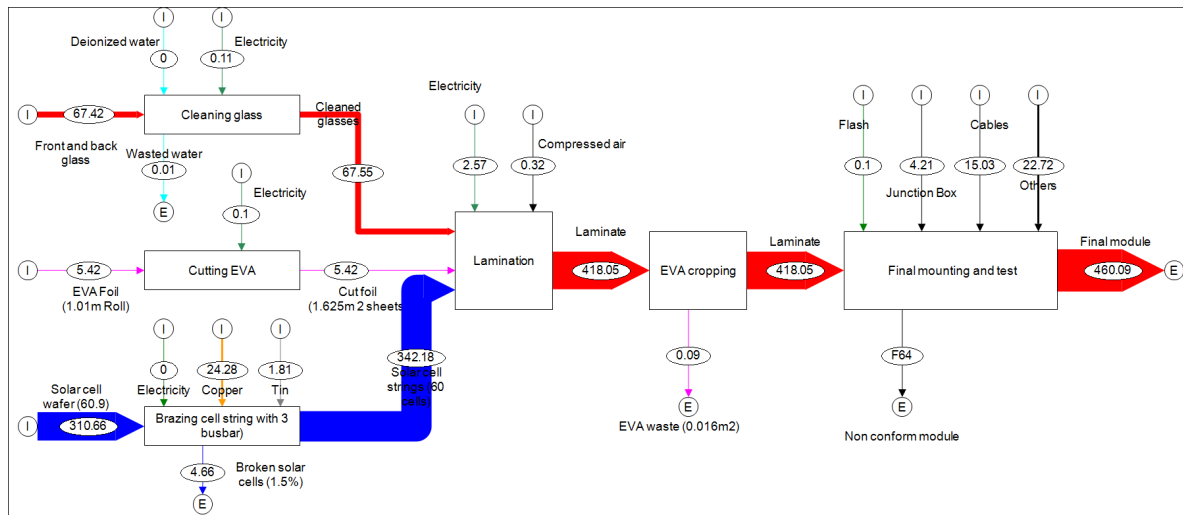 I
I
Deionized water
Electricity
0
0.11
I
67.42
Cleaning glass
Cleaned
glasses
Front and back
glass
Wasted water
0.01
E
67.55
I
Electricity
0.1
I
5.42
Cutting EVA
5.42
EVA Foil
(1.01m Roll)
Cut foil
(1.625m2 sheets
I
I
I
0
24.28
1.81
Electricity
Copper
Tin
Solar cell
wafer (60.9)
I
310.66
Brazing cell string with 3
busbar)
342.18
Solar cell
strings (60
cells)
4.66
Broken solar
cells (1.5%)
E
Electricity
I
I
2.57
0.32
Compressed air
Lamination
Laminate
418.05
EVA cropping
Laminate
418.05
0.09
E
EVA waste (0.016m2)
I
I
I
I
Flash
Cables
0.1
4.21
15.03
22.72
Junction Box
Others
Final mounting and test
Final module
460.09
E
F64
E
Non conform module